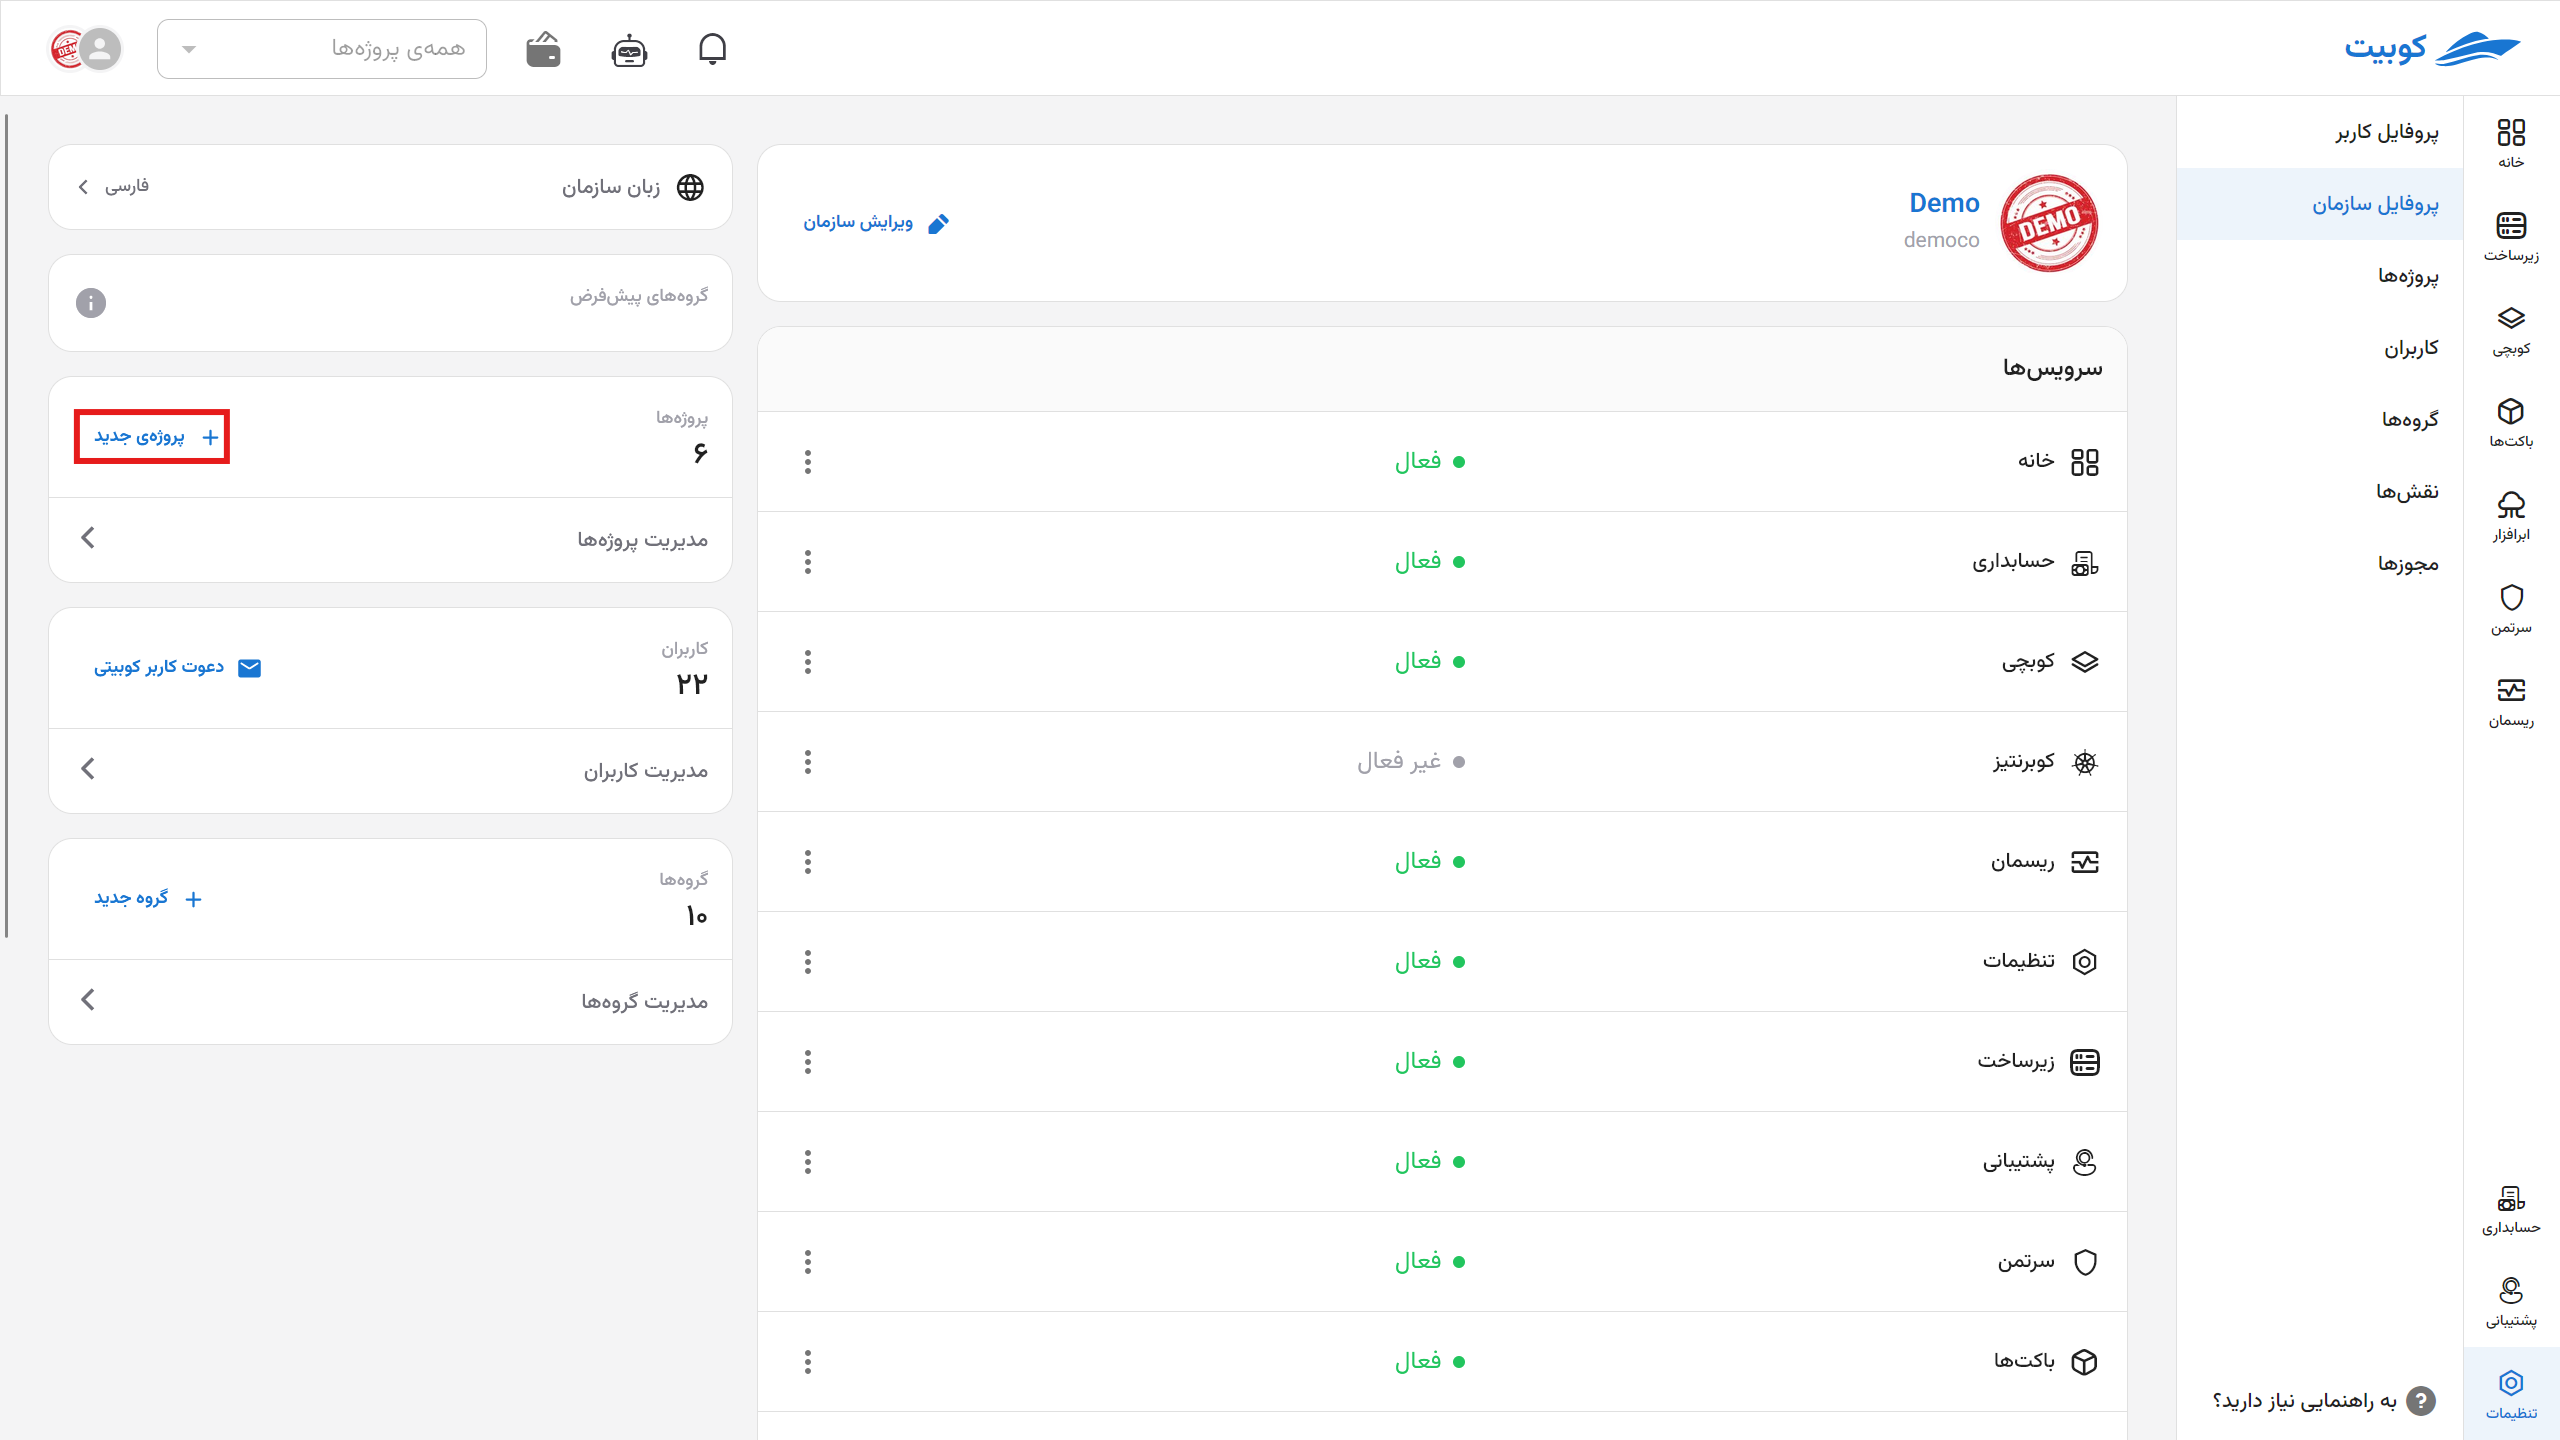 کوبیت
همه‌ی پروژه‌ها
DEMO
خانه
زیرساخت
کوبچی
باکت‌ها
ابرافزار
سرتمن
ریسمان
حسابداری
پشتیبانی
تنظیمات
پروفایل کاربر
پروفایل سازمان
پروژه‌ها
کاربران
گروه‌ها
نقش‌ها
مجوزها
به راهنمایی نیاز دارید؟
DEMO
Demo
democo
ویرایش سازمان
سرویس‌ها
خانه فعال
حسابداری فعال
کوبچی فعال
کوبرنتیز غیر فعال
ریسمان فعال
تنظیمات فعال
زیرساخت فعال
پشتیبانی فعال
سرتمن فعال
باکت‌ها فعال
زبان سازمان فارسی
گروه‌های پیش‌فرض
پروژه‌ها
۶
پروژه‌ی جدید
مدیریت پروژه‌ها
کاربران
۲۲
دعوت کاربر کوبیتی
مدیریت کاربران
گروه‌ها
۱۰
گروه جدید
مدیریت گروه‌ها